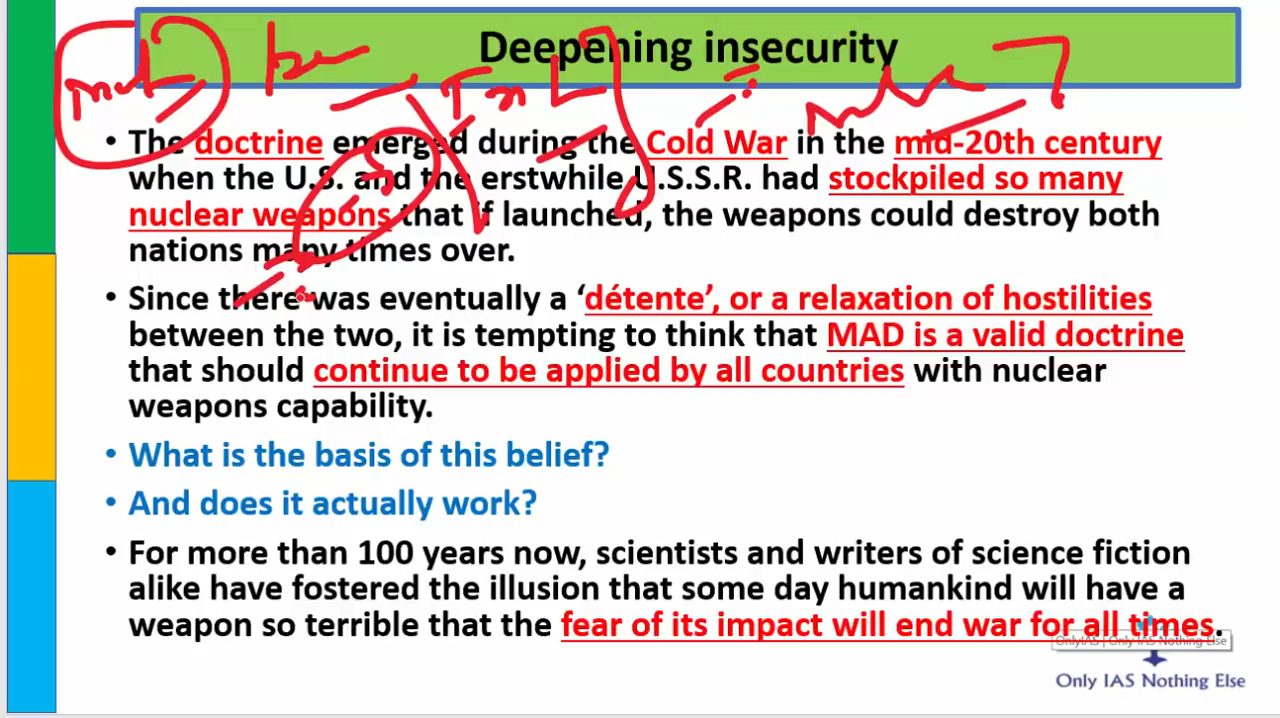 Deepening insecurity
• The doctrine emerged during the Cold War in the mid-20th century
when the U.S. and the erstwhile U.S.S.R. had stockpiled so many
nuclear weapons that if launched, the weapons could destroy both
nations many times over.
• Since there was eventually a ‘détente’, or a relaxation of hostilities
between the two, it is tempting to think that MAD is a valid doctrine
that should continue to be applied by all countries with nuclear
weapons capability.
• What is the basis of this belief?
• And does it actually work?
• For more than 100 years now, scientists and writers of science fiction
alike have fostered the illusion that some day humankind will have a
weapon so terrible that the fear of its impact will end war for all times.
OnlyIAS | Only IAS Nothing Else
Only IAS Nothing Else